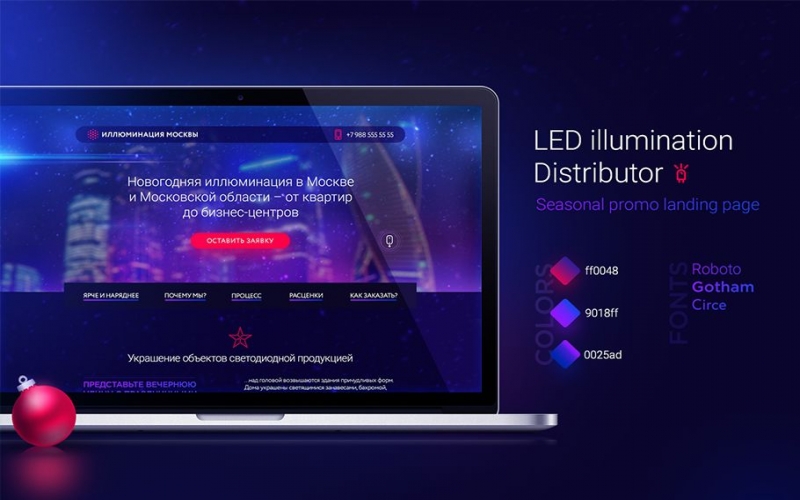 ИЛЛЮМИНАЦИЯ МОСКВЫ
+7 988 555 55 55
Новогодняя иллюминация в Москве
и Московской области – от квартир
до бизнес-центров
ОСТАВИТЬ ЗАЯВКУ
ЯРЧЕ И НАРЯДНЕЕ
ПОЧЕМУ МЫ?
ПРОЦЕСС
РАСЦЕНКИ
КАК ЗАКАЗАТЬ?
Украшение объектов светодиодной продукцией
ПРЕДСТАВЬТЕ ВЕЧЕРНЮЮ
...над головой возвышаются здания причудливых форм.
Дома украшены светящимися занавесами, бахромой,
LED illumination
Distributor
Seasonal promo landing page
COLORS
ff0048
9018ff
0025ad
FONTS
Roboto
Gotham
Circe